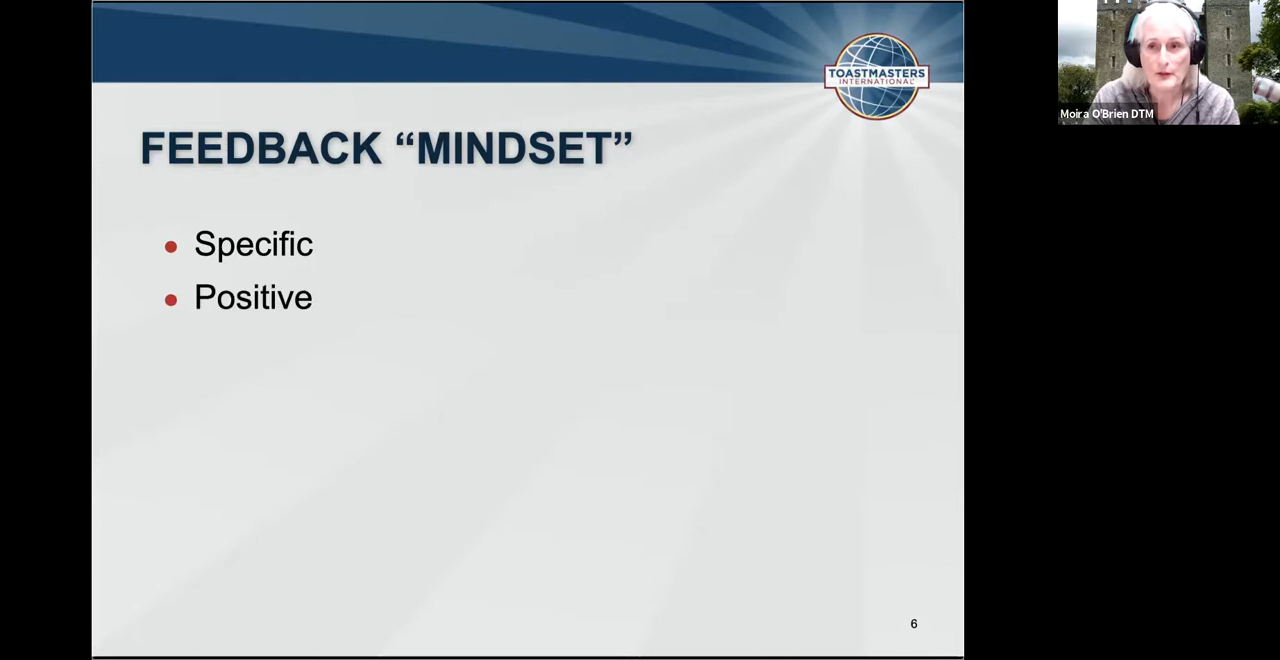 TOASTMASTERS
INTERNATIONAL
FEEDBACK “MINDSET”
Specific
Positive
6
Moira O'Brien DTM